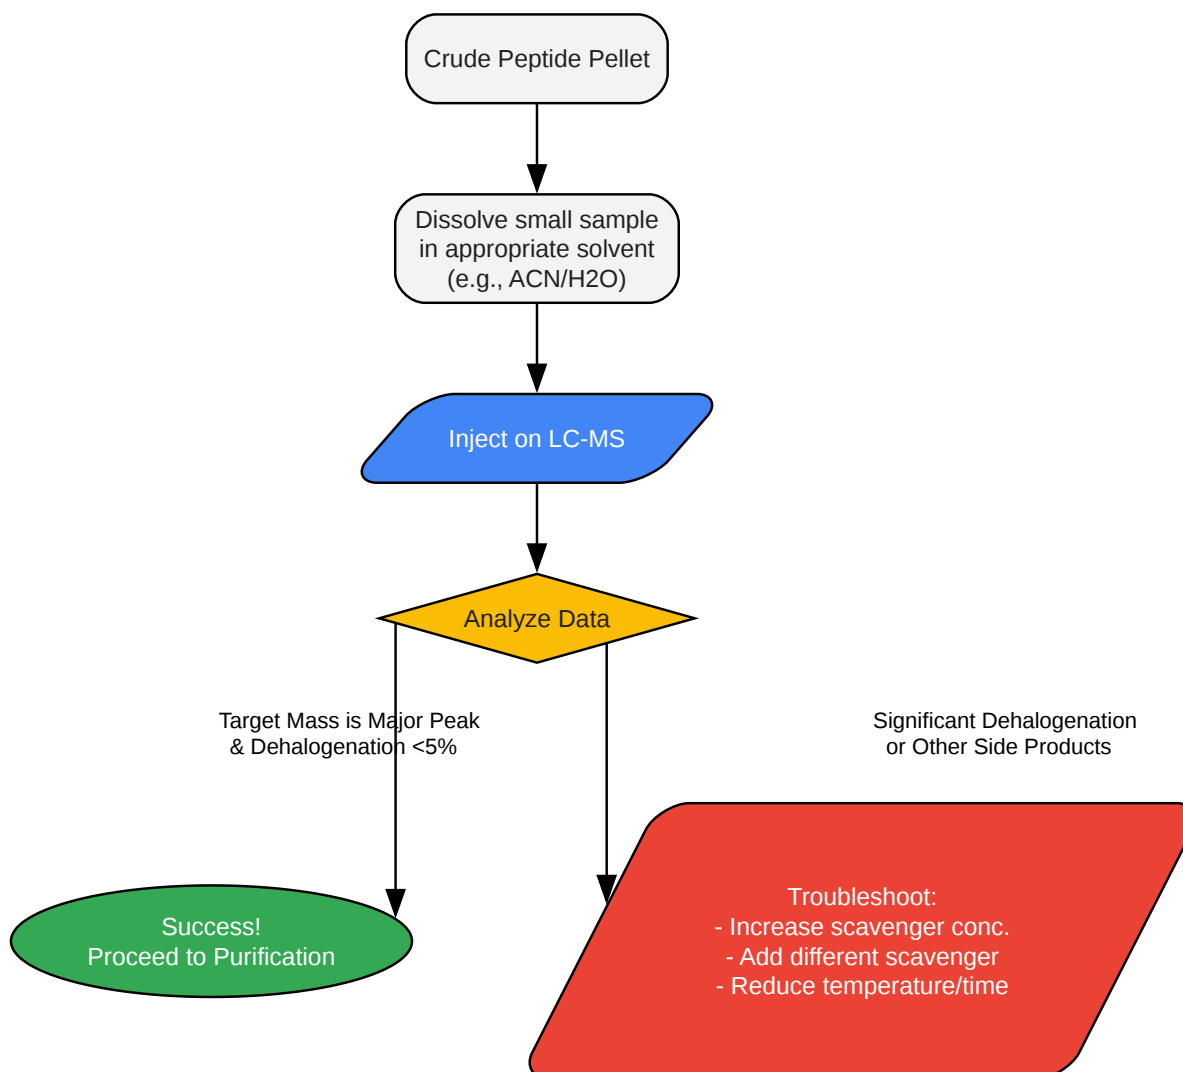 Crude Peptide Pellet
Dissolve small sample
in appropriate solvent
(e.g., ACN/H2O)
Inject on LC-MS
Analyze Data
Target Mass is Major Peak
& Dehalogenation <5%
Significant Dehalogenation
or Other Side Products
Success!
Proceed to Purification
Troubleshoot:
- Increase scavenger conc.
- Add different scavenger
- Reduce temperature/time